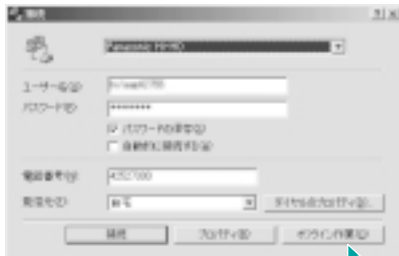 接続
Panasonic HI-HO
ユーザー名(U)
パスワード(P)
パスワードの保存(S)
自動的に接続する(A)
電話番号(N)
発信元(D)
自宅
ダイヤルのプロパティ(I)...
接続
プロパティ(R)
オフライン作業(O)